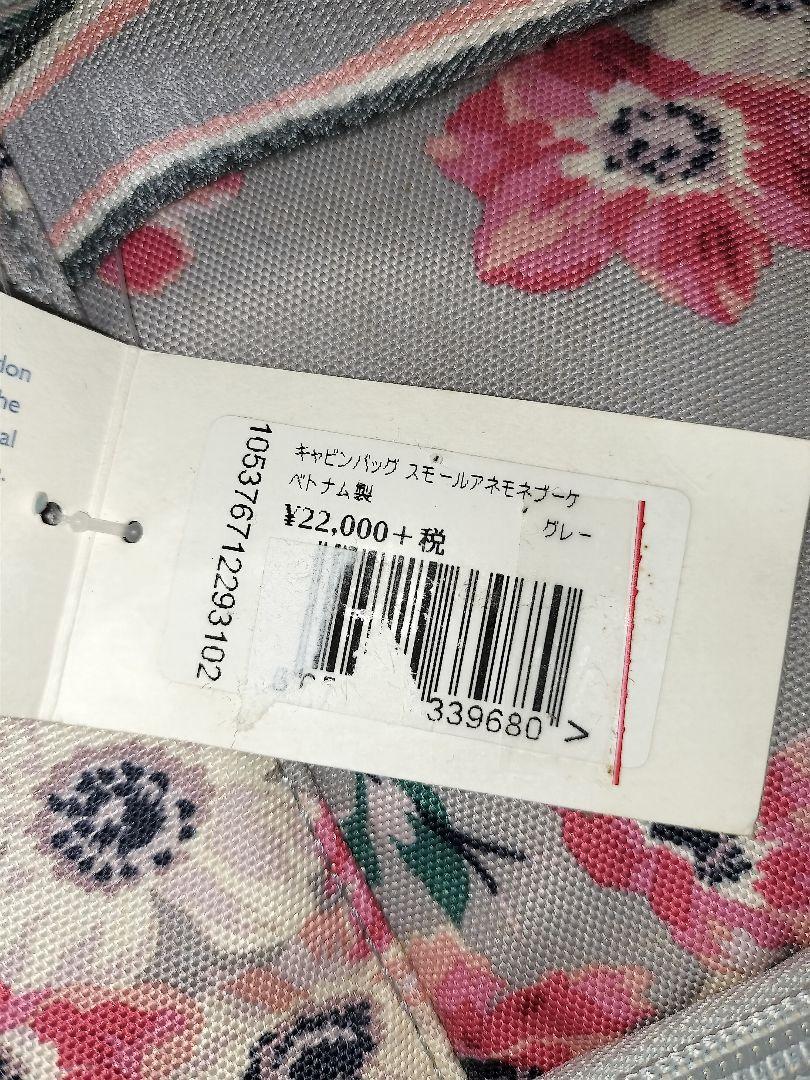 don
he
al
キャビンバッグ スモールアネモネブーケ
ベトナム製
グレー
¥22,000+税
105376712293102
339680 >